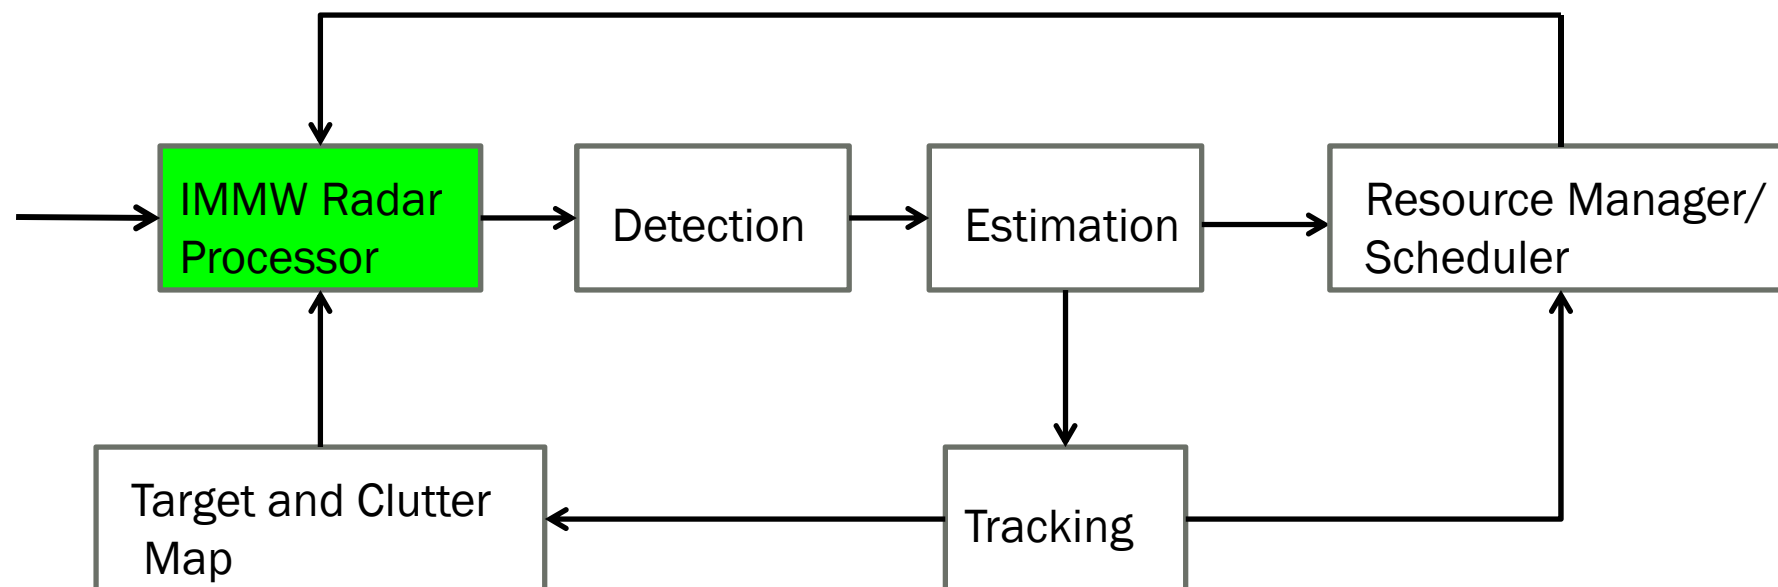 IMMW Radar
Processor
Detection
Estimation
Resource Manager/
Scheduler
Target and Clutter
Map
Tracking